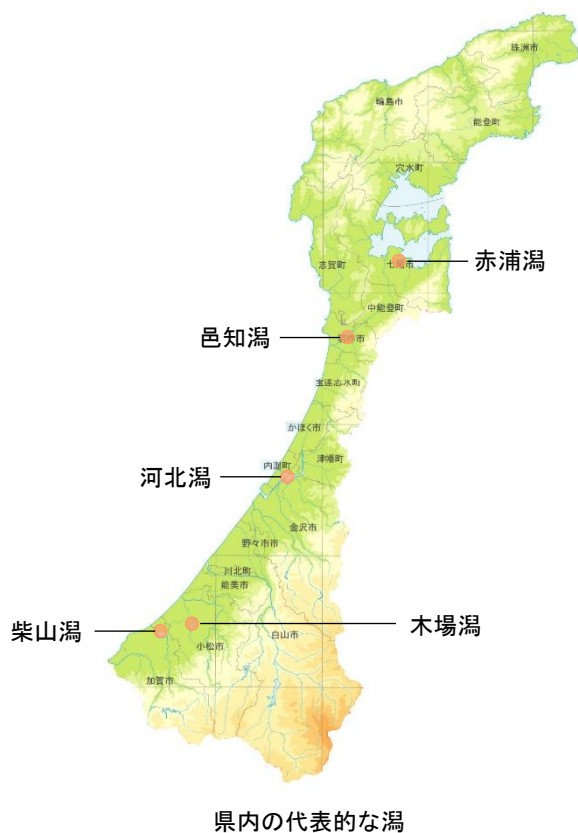 珠洲市
輪島市
能登町
穴水町
志賀町
七尾市
赤浦潟
中能登町
邑知潟
羽咋市
宝達志水町
かほく市
内灘町
津幡町
河北潟
金沢市
野々市市
川北町
能美市
白山市
柴山潟
木場潟
小松市
加賀市
県内の代表的な潟